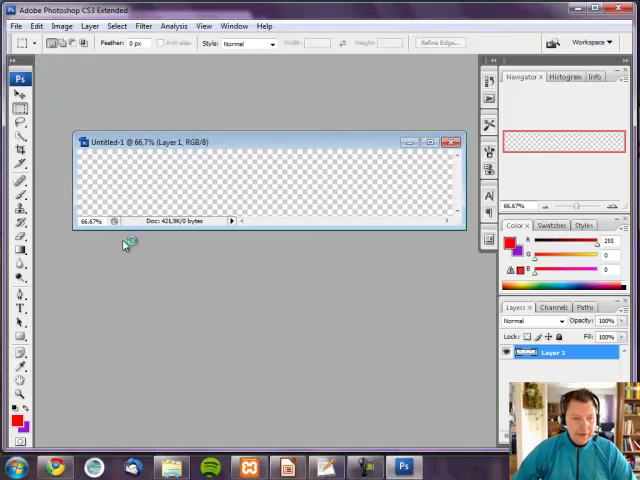 Adobe Photoshop CS3 Extended
File Edit Image Layer Select Filter Analysis View Window Help
Feather: 0 px Anti-alias Style: Normal Width: Height: Refine Edge... Workspace
Ps
Untitled-1 @ 66,7% (Layer 1, RGB/8)
66.67% Doc: 421,9K/0 bytes
Navigator Histogram Info
66.67%
Color Swatches Styles
R 255
G 0
B 0
Layers Channels Paths
Normal Opacity: 100%
Lock: Fill: 100%
Layer 1
A
T
Ps